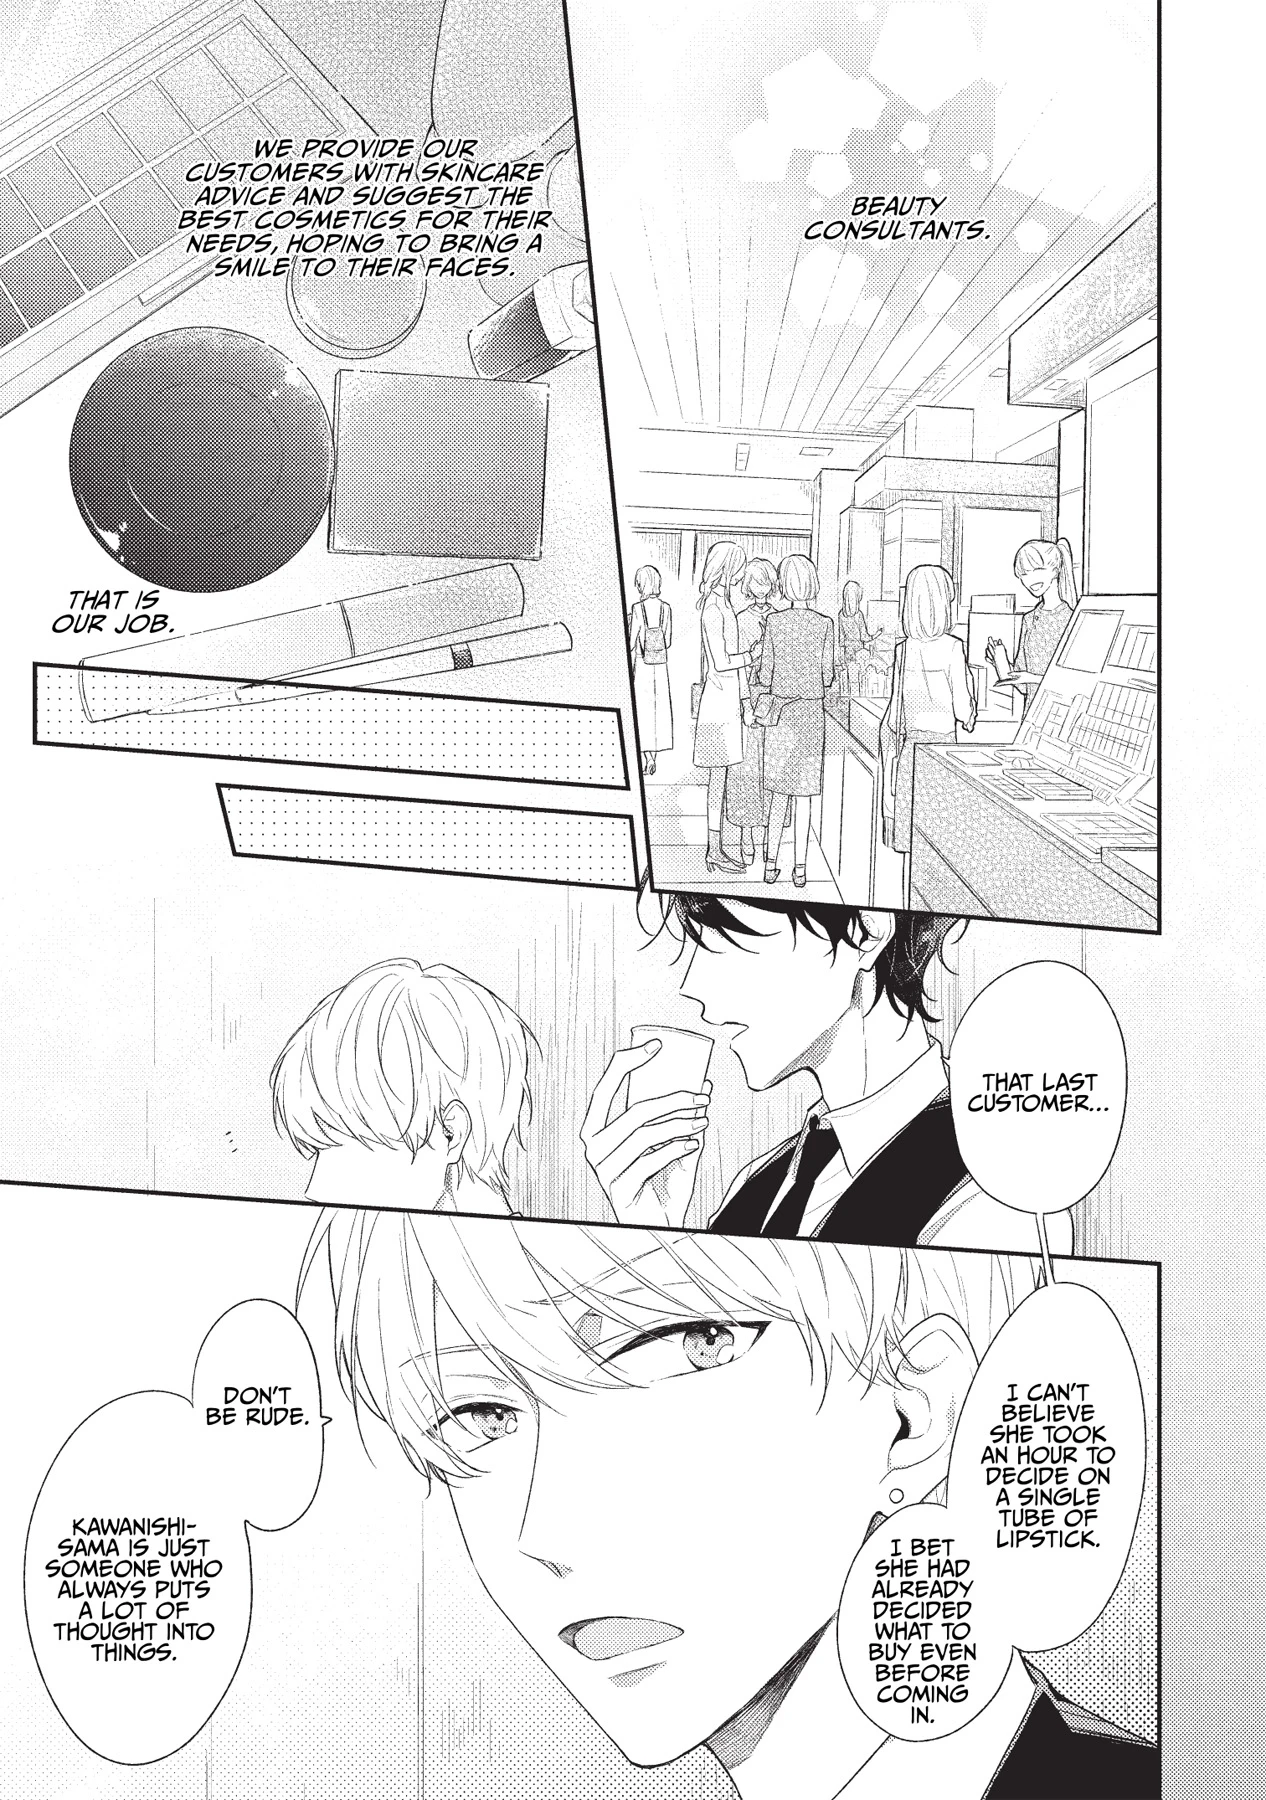 BEAUTY
CONSULTANTS.
WE PROVIDE OUR
CUSTOMERS WITH SKINCARE
ADVICE AND SUGGEST THE
BEST COSMETICS FOR THEIR
NEEDS, HOPING TO BRING A
SMILE TO THEIR FACES.
THAT IS
OUR JOB.
THAT LAST
CUSTOMER...
I CAN'T
BELIEVE
SHE TOOK
AN HOUR TO
DECIDE ON
A SINGLE
TUBE OF
LIPSTICK.
I BET
SHE HAD
ALREADY
DECIDED
WHAT TO
BUY EVEN
BEFORE
COMING
IN.
DON'T
BE RUDE.
KAWANISHI-
SAMA IS JUST
SOMEONE WHO
ALWAYS PUTS
A LOT OF
THOUGHT INTO
THINGS.